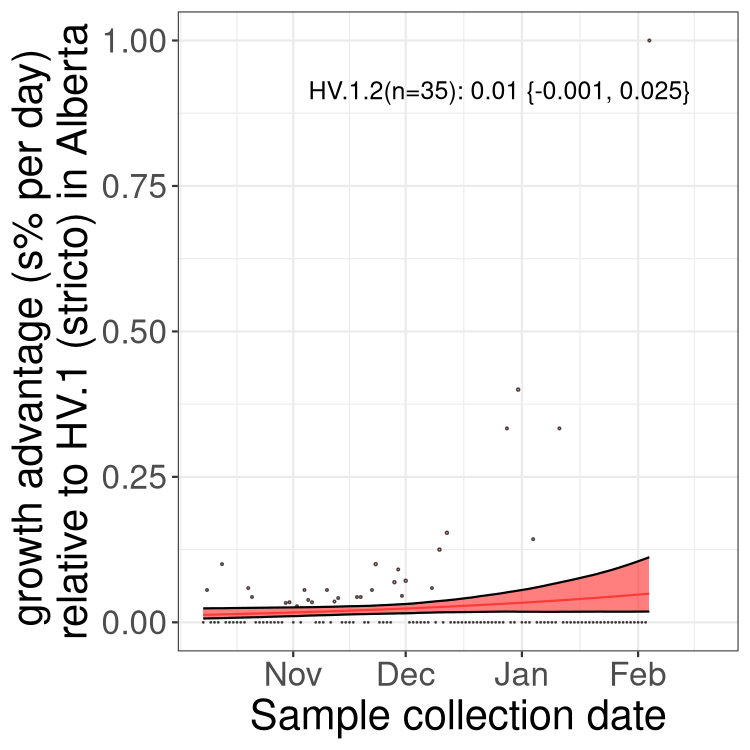 growth advantage (s% per day)
relative to HV.1 (stricto) in Alberta
1.00
0.75
0.50
0.25
0.00
HV.1.2(n=35): 0.01 {-0.001, 0.025}
Nov Dec Jan Feb
Sample collection date